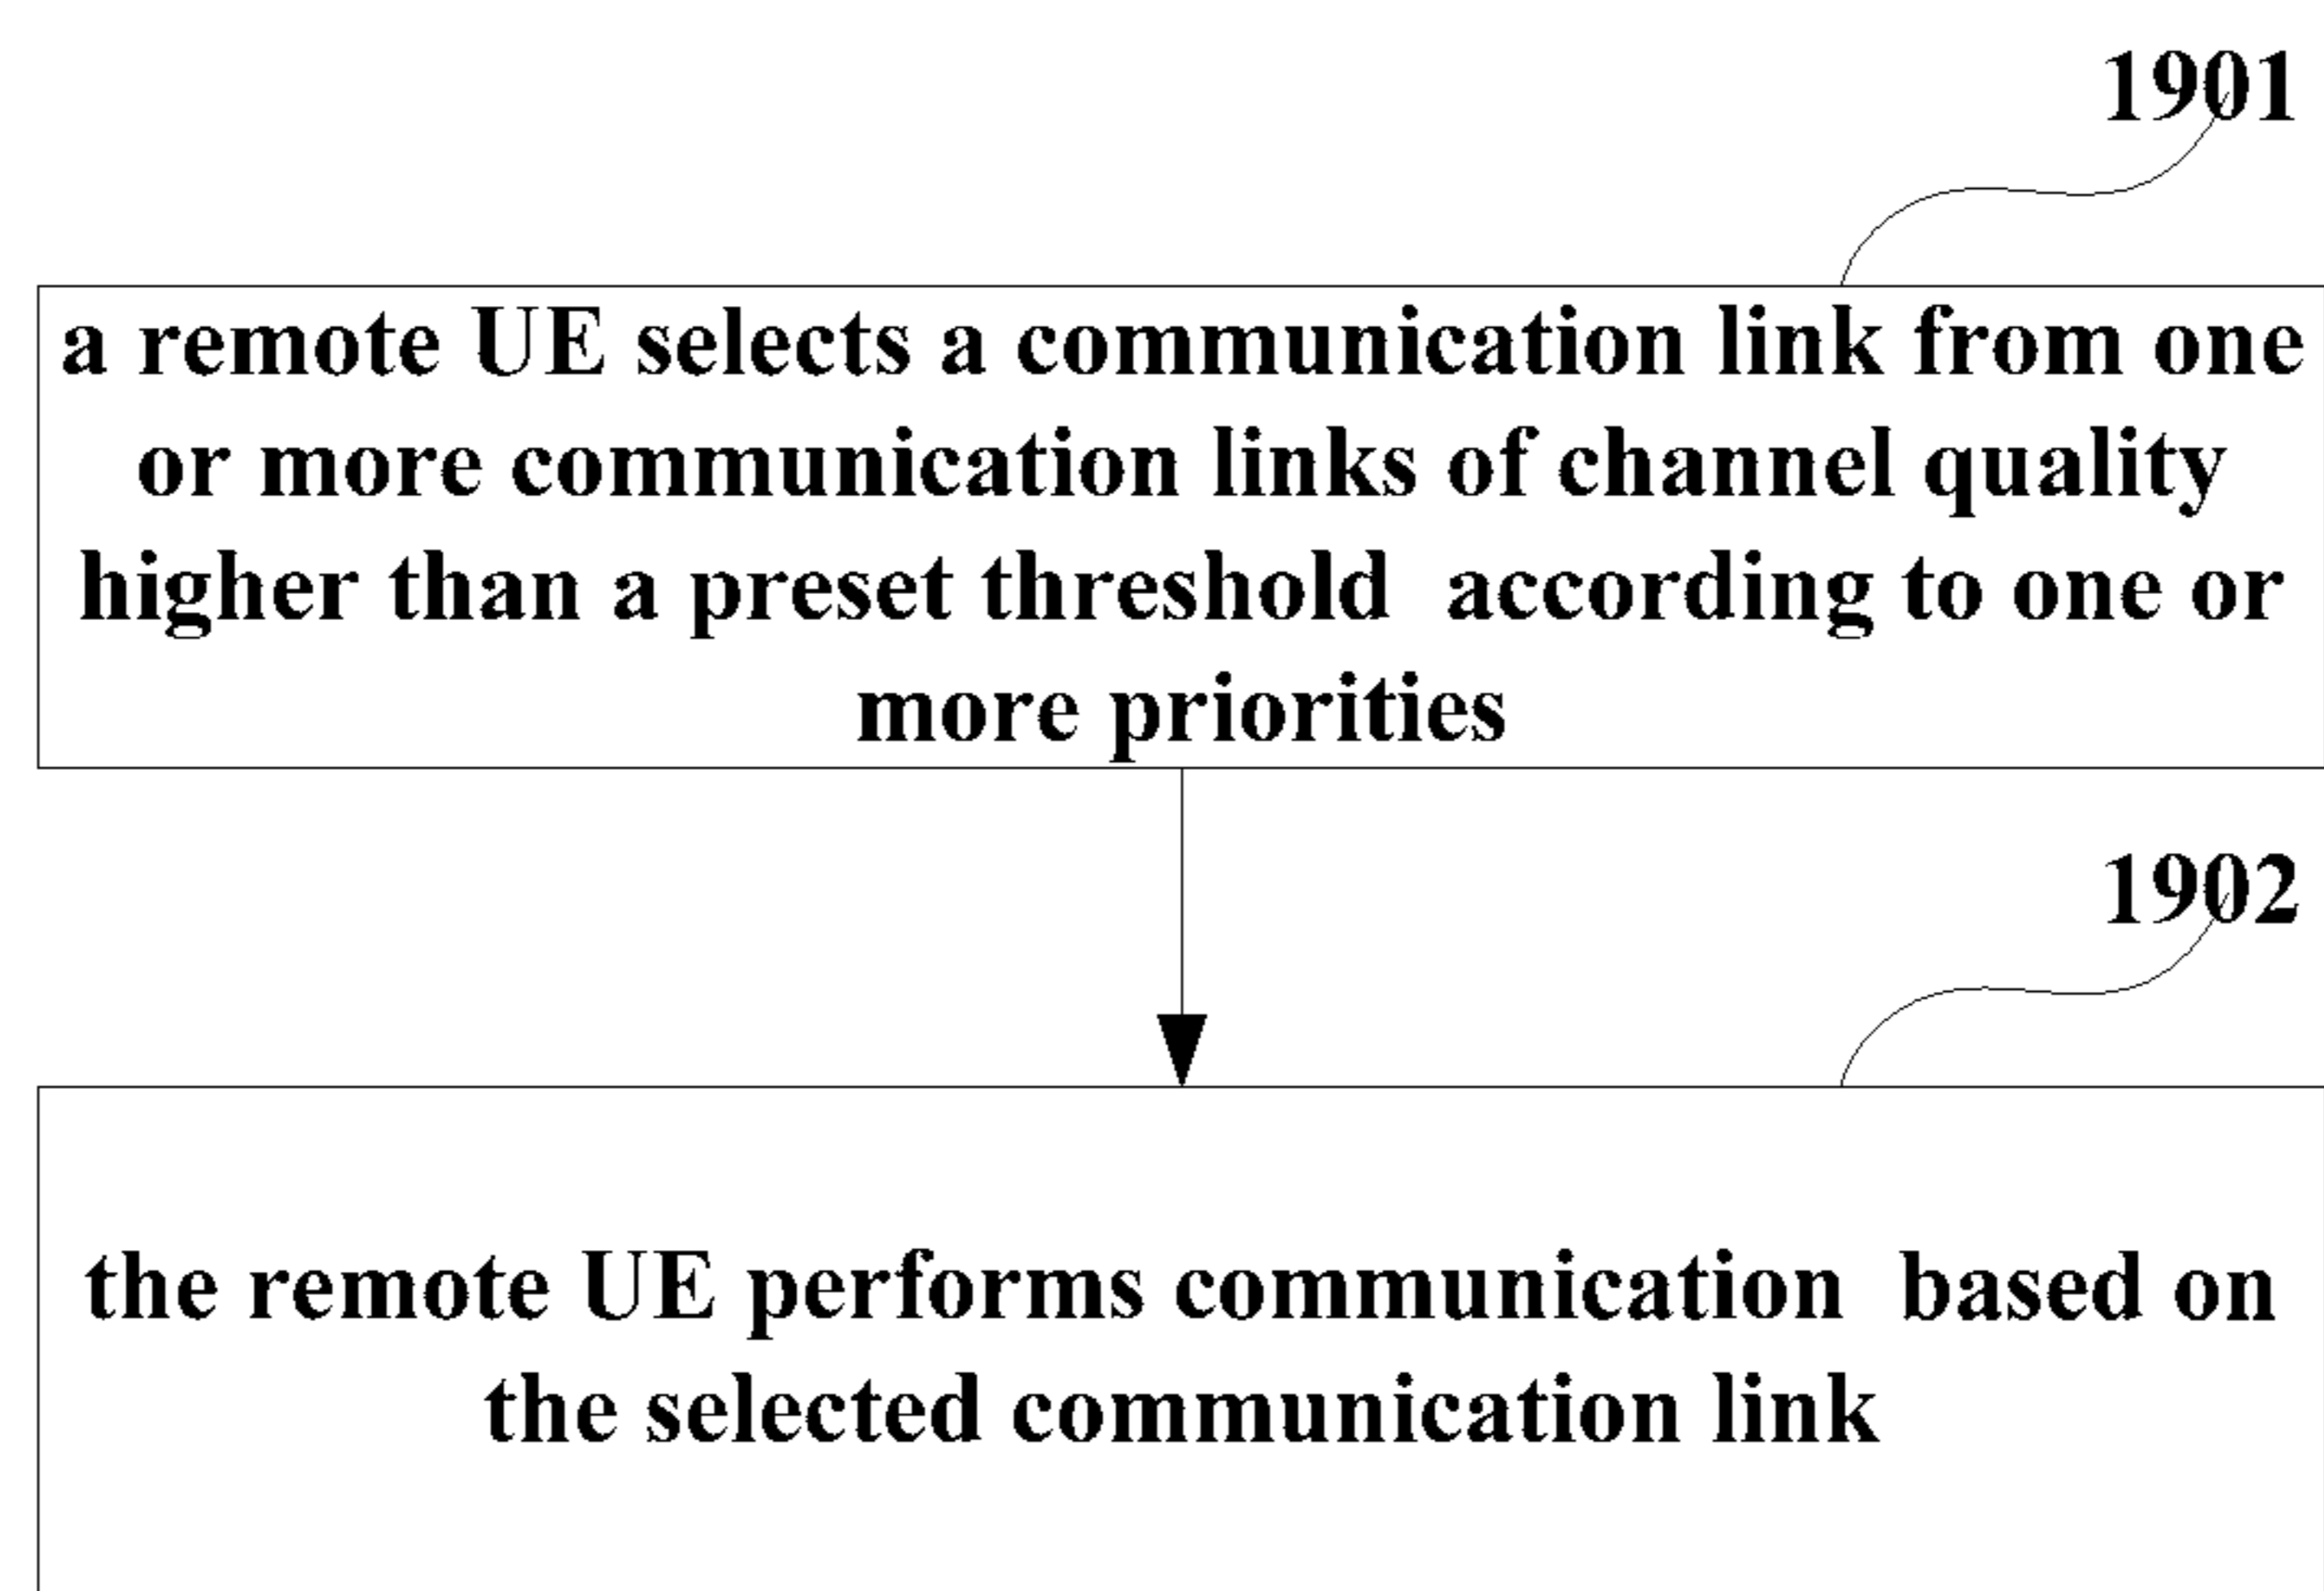 1901
a remote UE selects a communication link from one
or more communication links of channel quality
higher than a preset threshold according to one or
more priorities
1902
the remote UE performs communication based on
the selected communication link